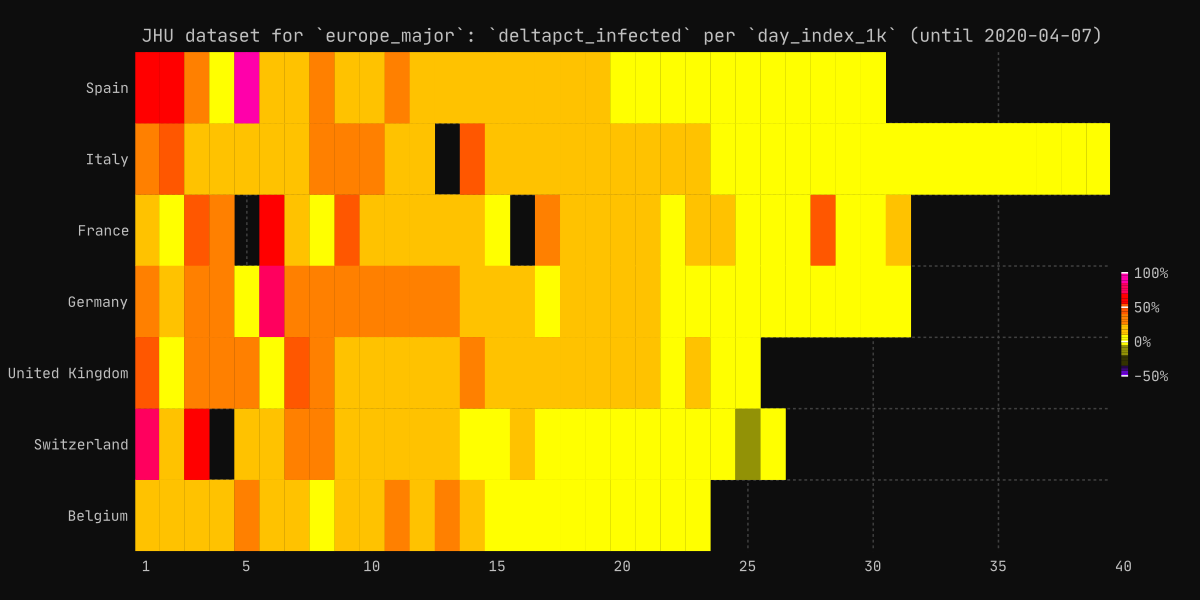 JHU dataset for `europe_major`: `deltapct_infected` per `day_index_1k` (until 2020-04-07)
Spain
Italy
France
Germany
United Kingdom
Switzerland
Belgium
100%
50%
0%
-50%
1 5 10 15 20 25 30 35 40